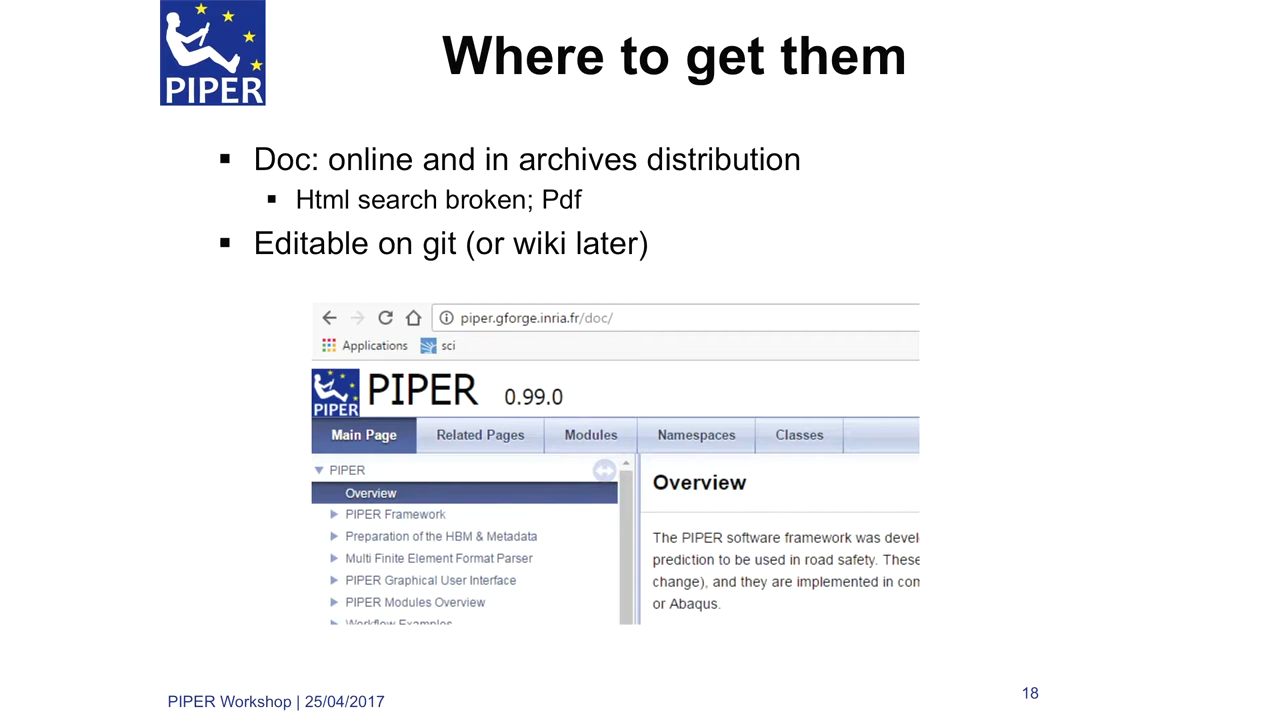 PIPER
Where to get them
Doc: online and in archives distribution
Html search broken; Pdf
Editable on git (or wiki later)
piper.gforge.inria.fr/doc/
Applications sci
PIPER
PIPER 0.99.0
Main Page Related Pages Modules Namespaces Classes
PIPER
Overview
PIPER Framework
Preparation of the HBM & Metadata
Multi Finite Element Format Parser
PIPER Graphical User Interface
PIPER Modules Overview
Workflow Examples
Overview
The PIPER software framework was devel
prediction to be used in road safety. These
change), and they are implemented in com
or Abaqus.
PIPER Workshop | 25/04/2017
18